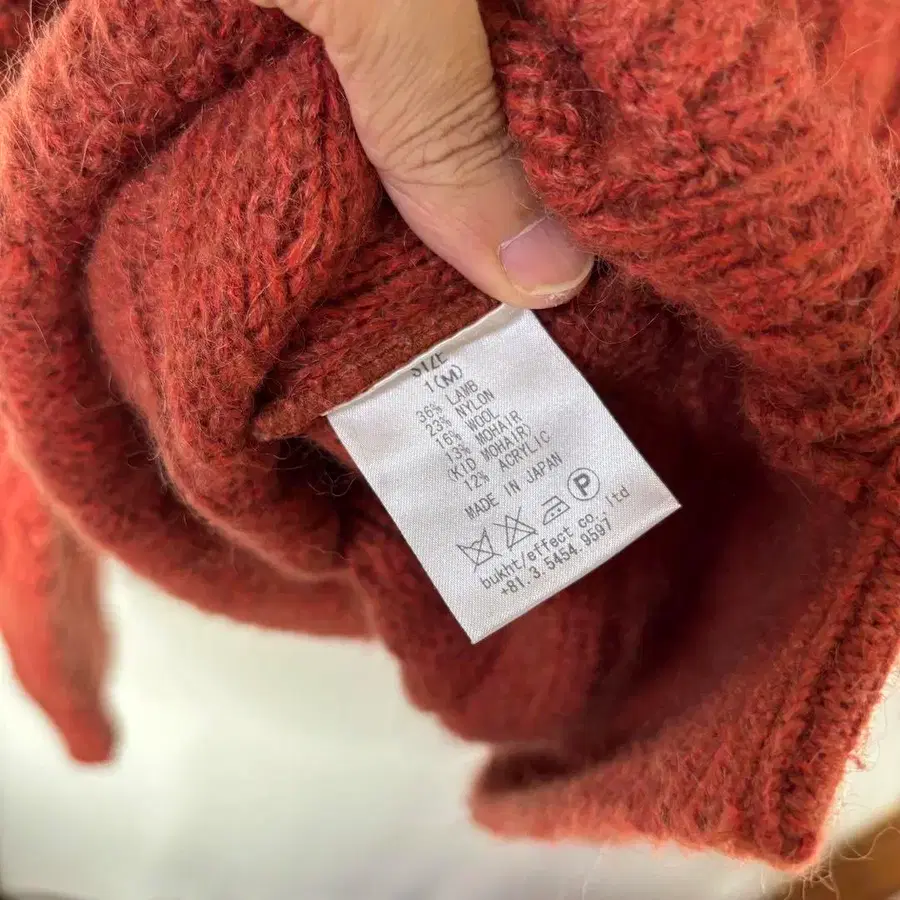 SIZE
1(M)
36% LAMB
23% NYLON
16% WOOL
13% MOHAIR
(KID MOHAIR)
12% ACRYLIC
MADE IN JAPAN
P
bukht/effect co.,ltd
+81.3.5454.9597